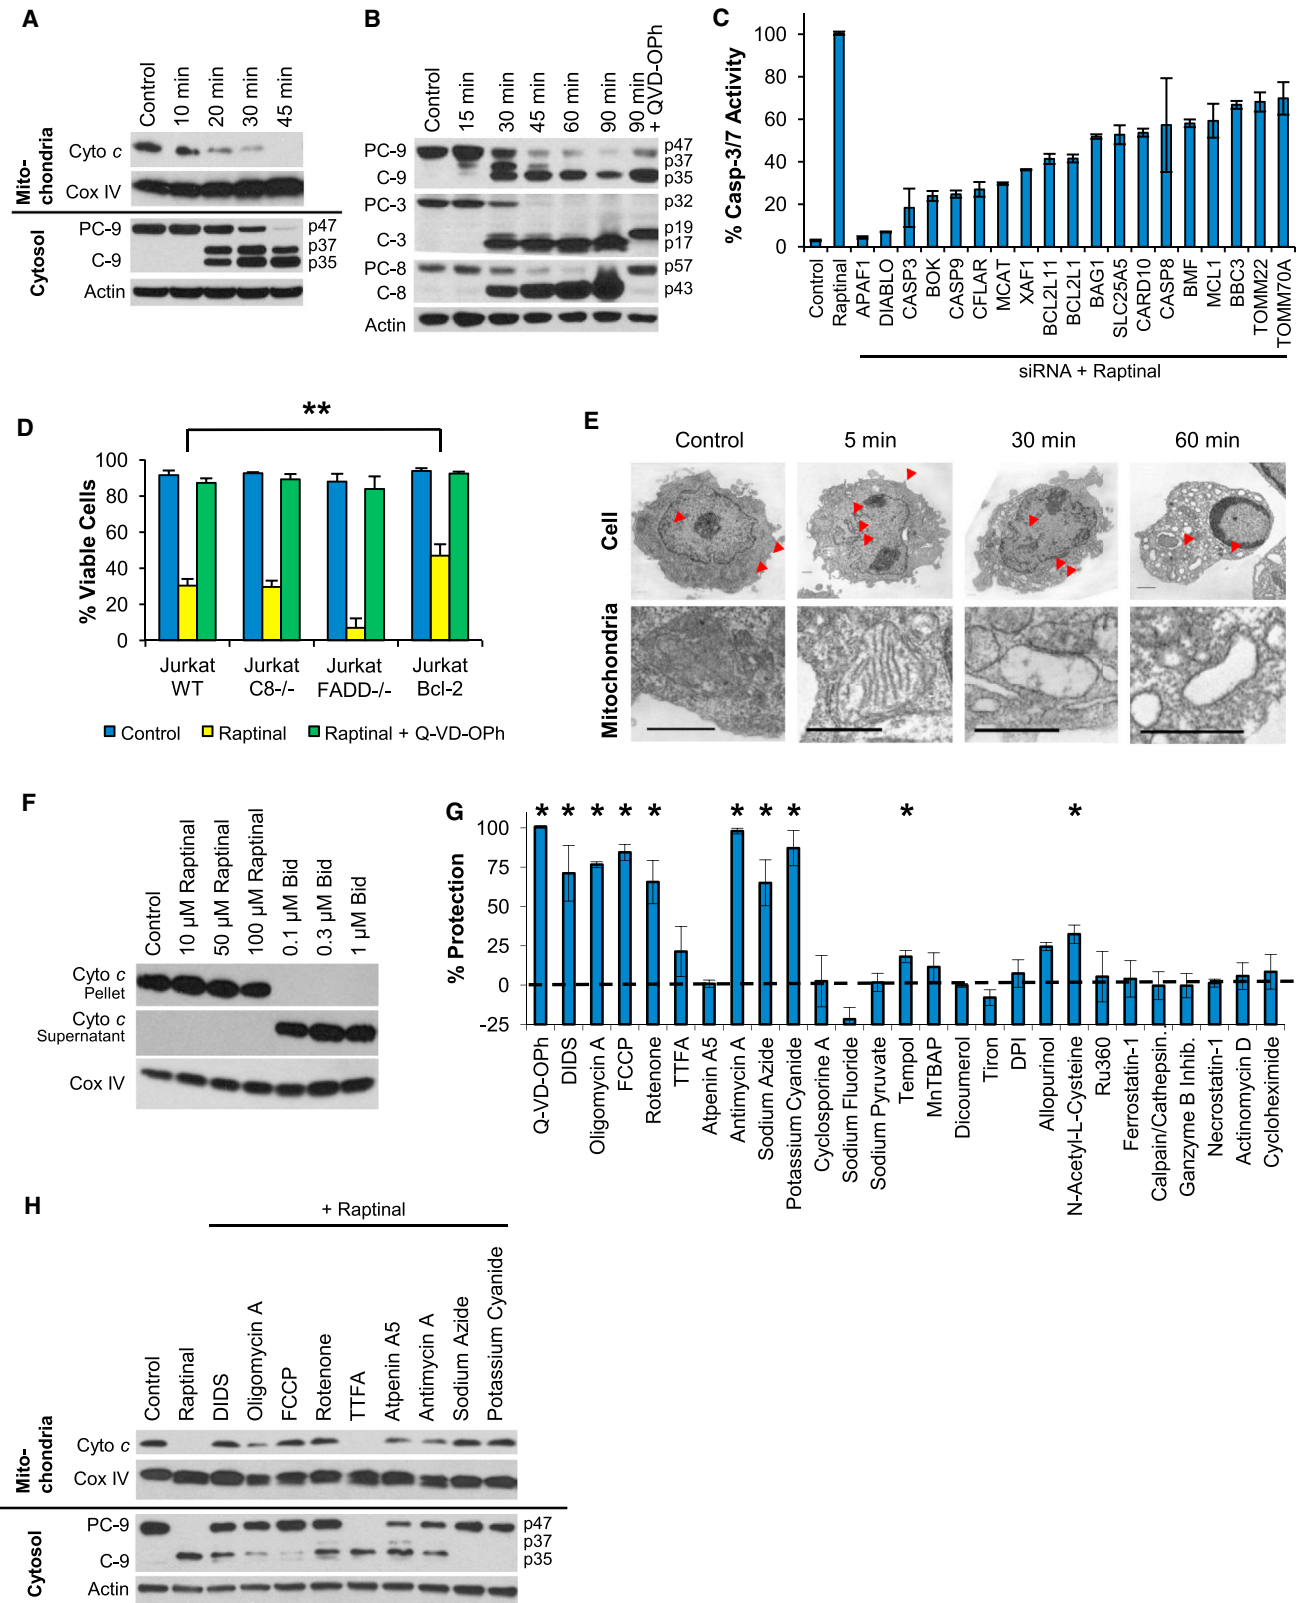 A
Control
10 min
20 min
30 min
45 min
Mito-
chondria
Cyto c
Cox IV
Cytosol
PC-9
C-9
Actin
p47
p37
p35
B
Control
15 min
30 min
45 min
60 min
90 min
90 min
+ QVD-OPh
PC-9
C-9
PC-3
C-3
PC-8
C-8
Actin
p47
p37
p35
p32
p19
p17
p57
p43
C
% Casp-3/7 Activity
100
80
60
40
20
0
Control
Raptinal
APAF1
DIABLO
CASP3
BOK
CASP9
CFLAR
MCAT
XAF1
BCL2L11
BCL2L1
BAG1
SLC25A5
CARD10
CASP8
BMF
MCL1
BBC3
TOMM22
TOMM70A
siRNA + Raptinal
D
**
% Viable Cells
100
80
60
40
20
0
Jurkat
WT
Jurkat
C8-/-
Jurkat
FADD-/-
Jurkat
Bcl-2
Control
Raptinal
Raptinal + Q-VD-OPh
E
Control
5 min
30 min
60 min
Cell
Mitochondria
F
Control
10 µM Raptinal
50 µM Raptinal
100 µM Raptinal
0.1 µM Bid
0.3 µM Bid
1 µM Bid
Cyto c
Pellet
Cyto c
Supernatant
Cox IV
G
% Protection
100
75
50
25
0
-25
* * * * * * * * * *
Q-VD-OPh
DIDS
Oligomycin A
FCCP
Rotenone
TTFA
Atpenin A5
Antimycin A
Sodium Azide
Potassium Cyanide
Cyclosporine A
Sodium Fluoride
Sodium Pyruvate
Tempol
MnTBAP
Dicoumerol
Tiron
DPI
Allopurinol
N-Acetyl-L-Cysteine
Ru360
Ferrostatin-1
Calpain/Cathepsin..
Ganzyme B Inhib.
Necrostatin-1
Actinomycin D
Cycloheximide
H
+ Raptinal
Control
Raptinal
DIDS
Oligomycin A
FCCP
Rotenone
TTFA
Atpenin A5
Antimycin A
Sodium Azide
Potassium Cyanide
Mito-
chondria
Cyto c
Cox IV
Cytosol
PC-9
C-9
Actin
p47
p37
p35